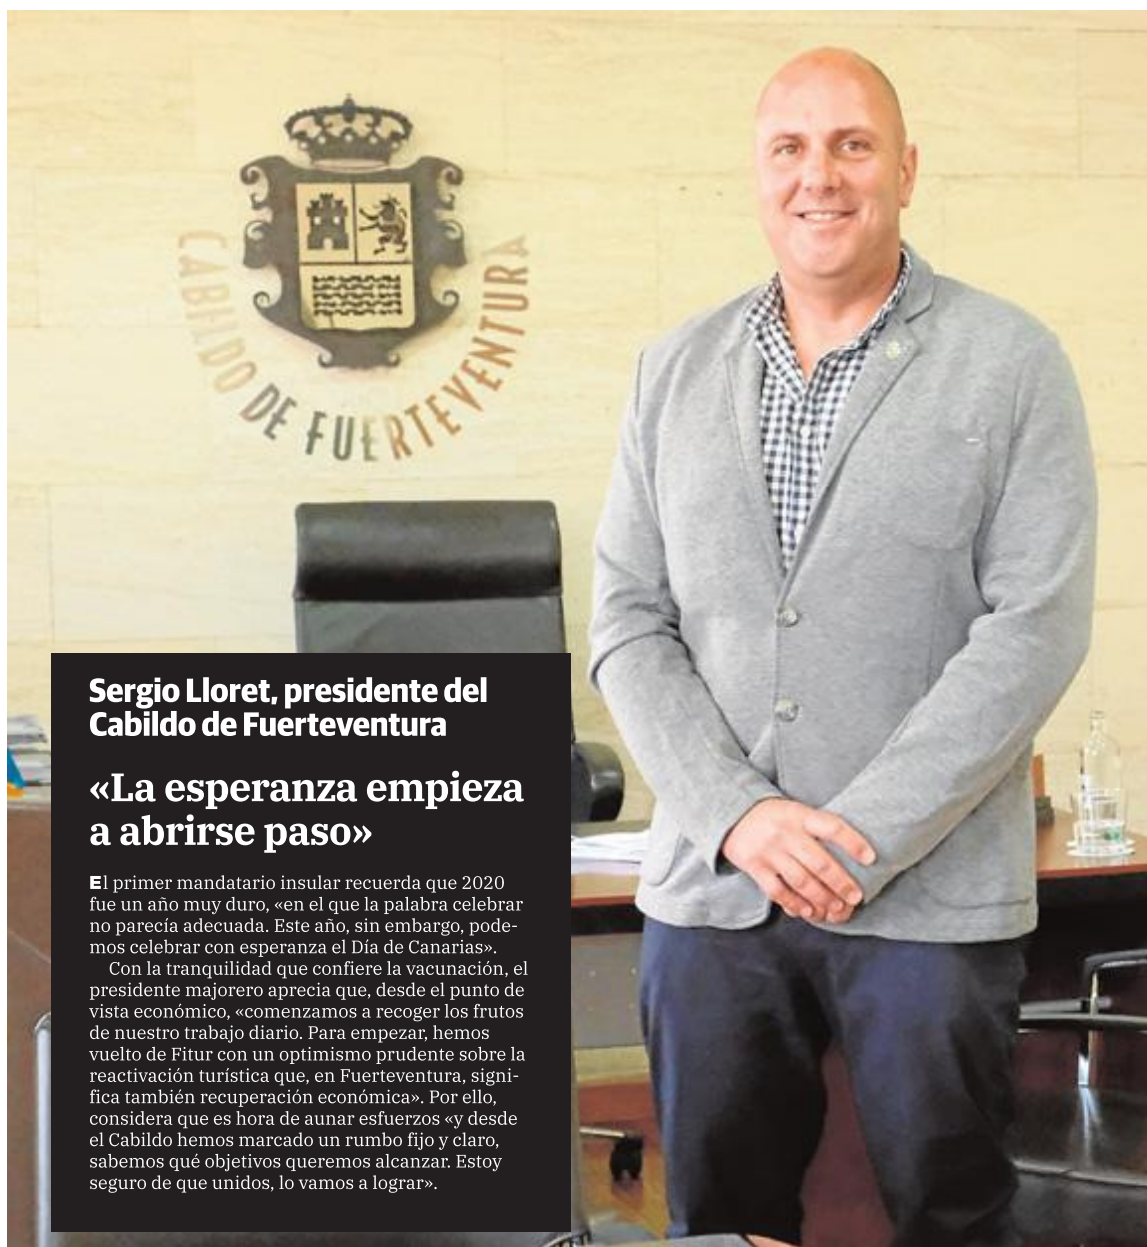 CABILDO DE FUERTEVENTURA
Sergio Lloret, presidente del
Cabildo de Fuerteventura
«La esperanza empieza
a abrirse paso»
El primer mandatario insular recuerda que 2020
fue un año muy duro, «en el que la palabra celebrar
no parecía adecuada. Este año, sin embargo, pode-
mos celebrar con esperanza el Día de Canarias».
Con la tranquilidad que confiere la vacunación, el
presidente majorero aprecia que, desde el punto de
vista económico, «comenzamos a recoger los frutos
de nuestro trabajo diario. Para empezar, hemos
vuelto de Fitur con un optimismo prudente sobre la
reactivación turística que, en Fuerteventura, signi-
fica también recuperación económica». Por ello,
considera que es hora de aunar esfuerzos «y desde
el Cabildo hemos marcado un rumbo fijo y claro,
sabemos qué objetivos queremos alcanzar. Estoy
seguro de que unidos, lo vamos a lograr».